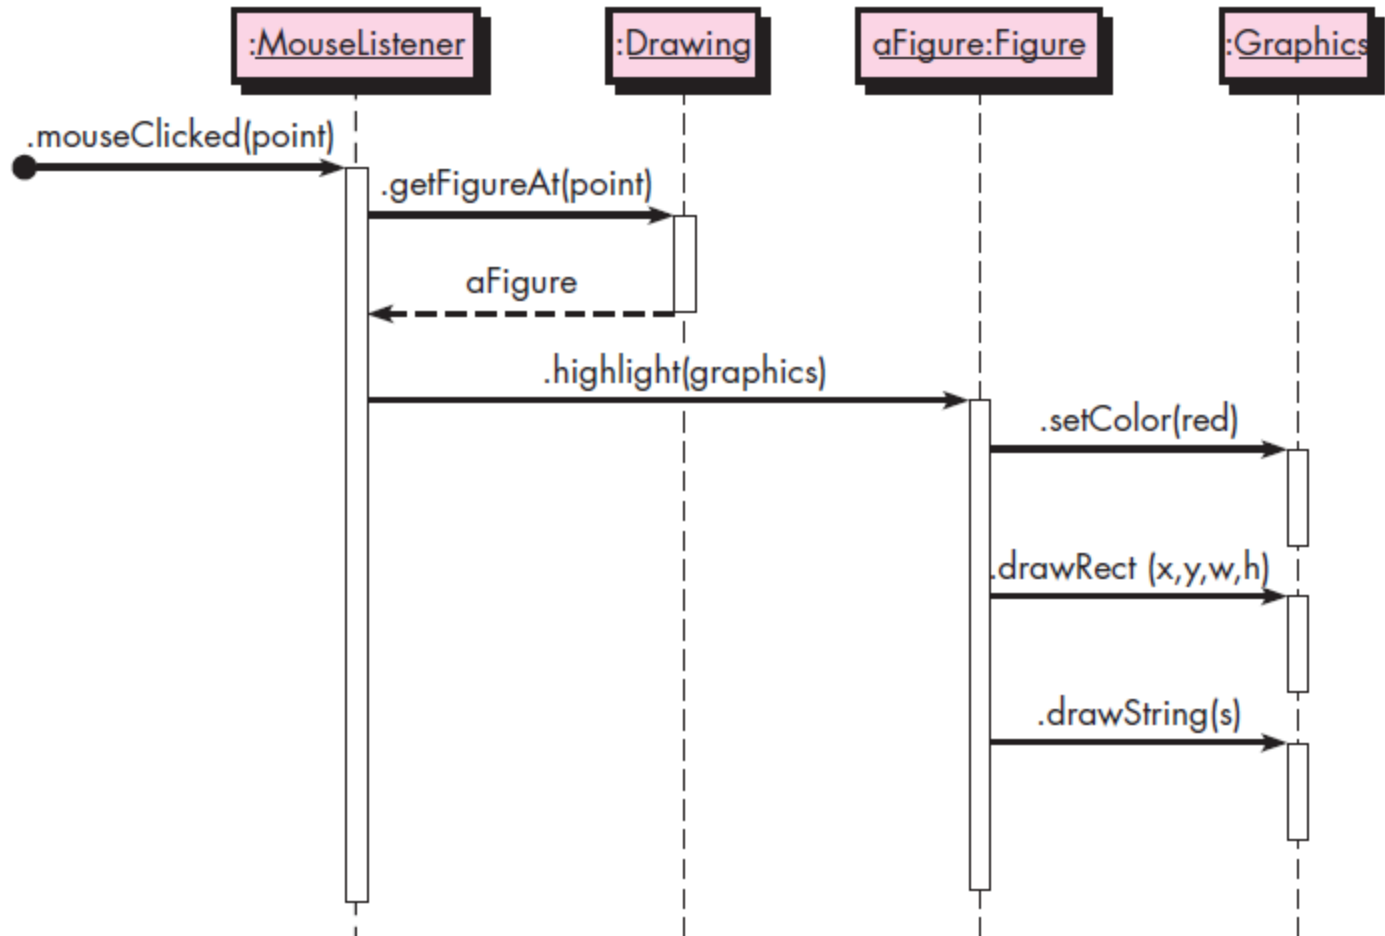 :MouseListener
:Drawing
aFigure:Figure
:Graphics
.mouseClicked(point)
.getFigureAt(point)
aFigure
.highlight(graphics)
.setColor(red)
.drawRect (x,y,w,h)
.drawString(s)